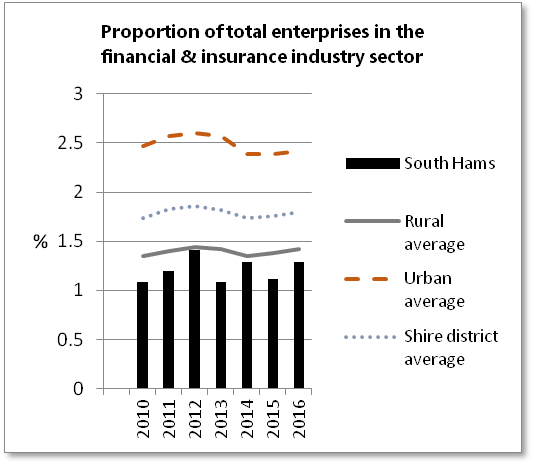 Proportion of total enterprises in the
financial & insurance industry sector
3
2.5
2
1.5
1
0.5
0
%
2010
2011
2012
2013
2014
2015
2016
South Hams
Rural
average
Urban
average
Shire district
average